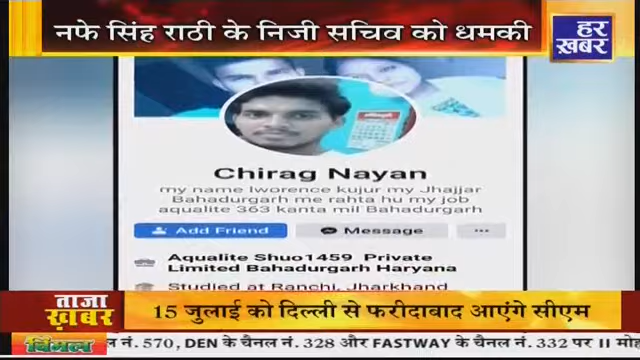 नफे सिंह राठी के निजी सचिव को धमकी
हर
ख़बर
Chirag Nayan
my name lworence kujur my Jhajjar
Bahadurgarh me rahta hu my job
aqualite 363 kanta mil Bahadurgarh
Add Friend
Message
...
Aqualite Shuo1459 Private
Limited Bahadurgarh Haryana
Studied at Ranchi, Jharkhand
ताजा
ख़बर
15 जुलाई को दिल्ली से फरीदाबाद आएंगे सीएम
विमल
ल नं. 570, DEN के चैनल नं. 328 और FASTWAY के चैनल नं. 332 पर II मो